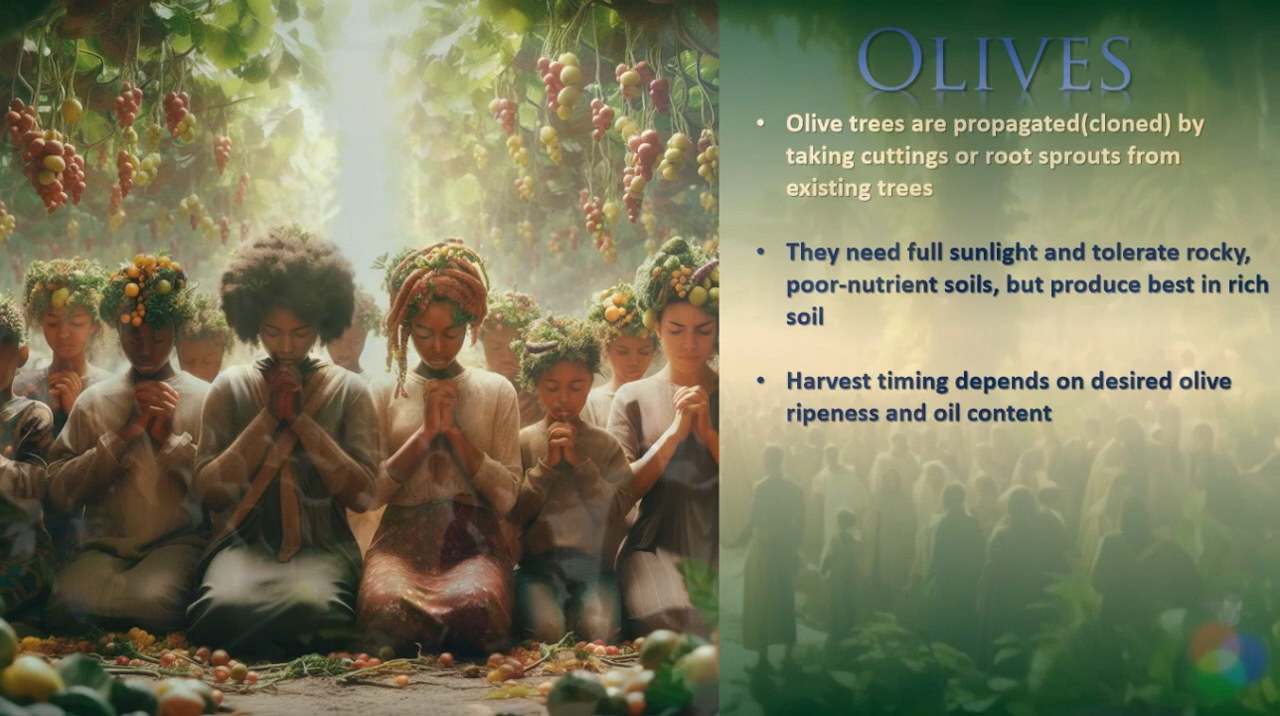 OLIVES
• Olive trees are propagated(cloned) by
taking cuttings or root sprouts from
existing trees
• They need full sunlight and tolerate rocky,
poor-nutrient soils, but produce best in rich
soil
• Harvest timing depends on desired olive
ripeness and oil content